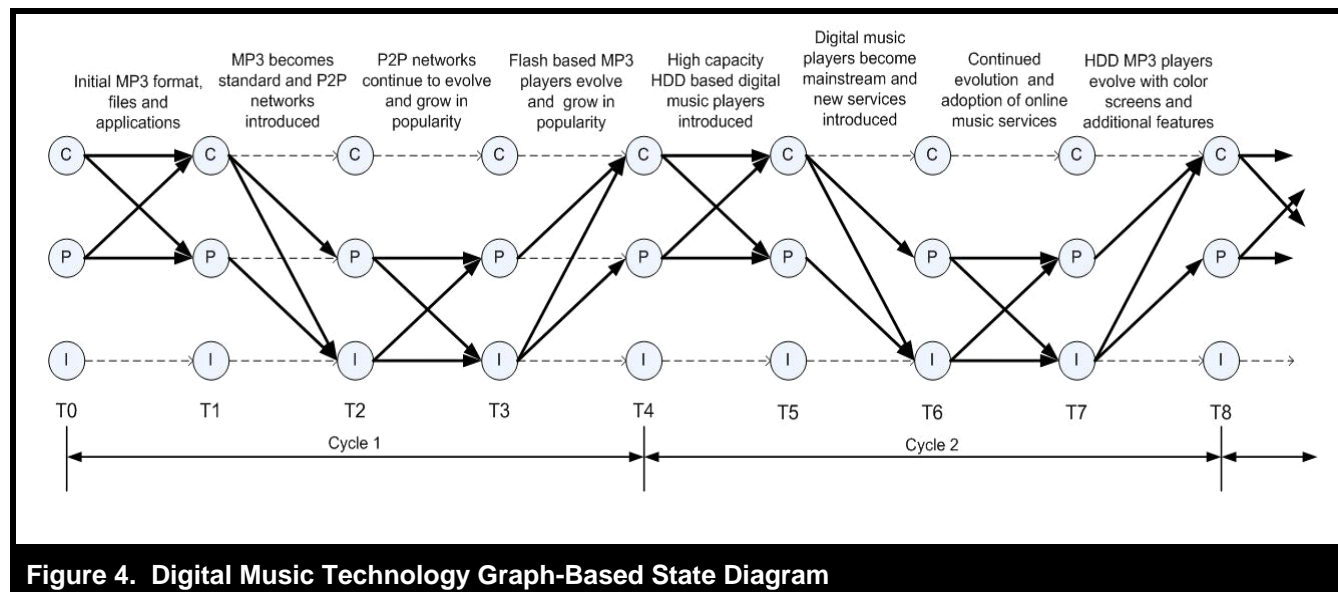 Initial MP3 format,
files and
applications
MP3 becomes
standard and P2P
networks
introduced
P2P networks
continue to evolve
and grow in
popularity
Flash based MP3
players evolve
and grow in
popularity
High capacity
HDD based digital
music players
introduced
Digital music
players become
mainstream and
new services
introduced
Continued
evolution and
adoption of online
music services
HDD MP3 players
evolve with color
screens and
additional features
C C C C C C C C C
P P P P P P P P P
I I I I I I I I I
T0 T1 T2 T3 T4 T5 T6 T7 T8
Cycle 1 Cycle 2
Figure 4. Digital Music Technology Graph-Based State Diagram